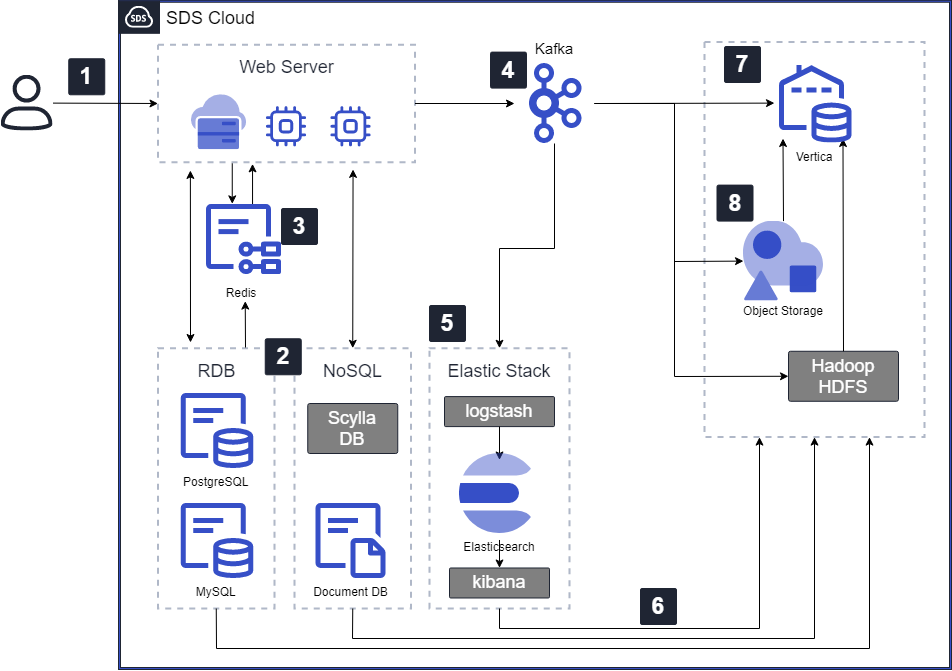 SDS
SDS Cloud
1
Web Server
4
Kafka
7
Vertica
3
Redis
8
Object Storage
2
RDB
PostgreSQL
MySQL
NoSQL
Scylla
DB
Document DB
5
Elastic Stack
logstash
Elasticsearch
kibana
Hadoop
HDFS
6